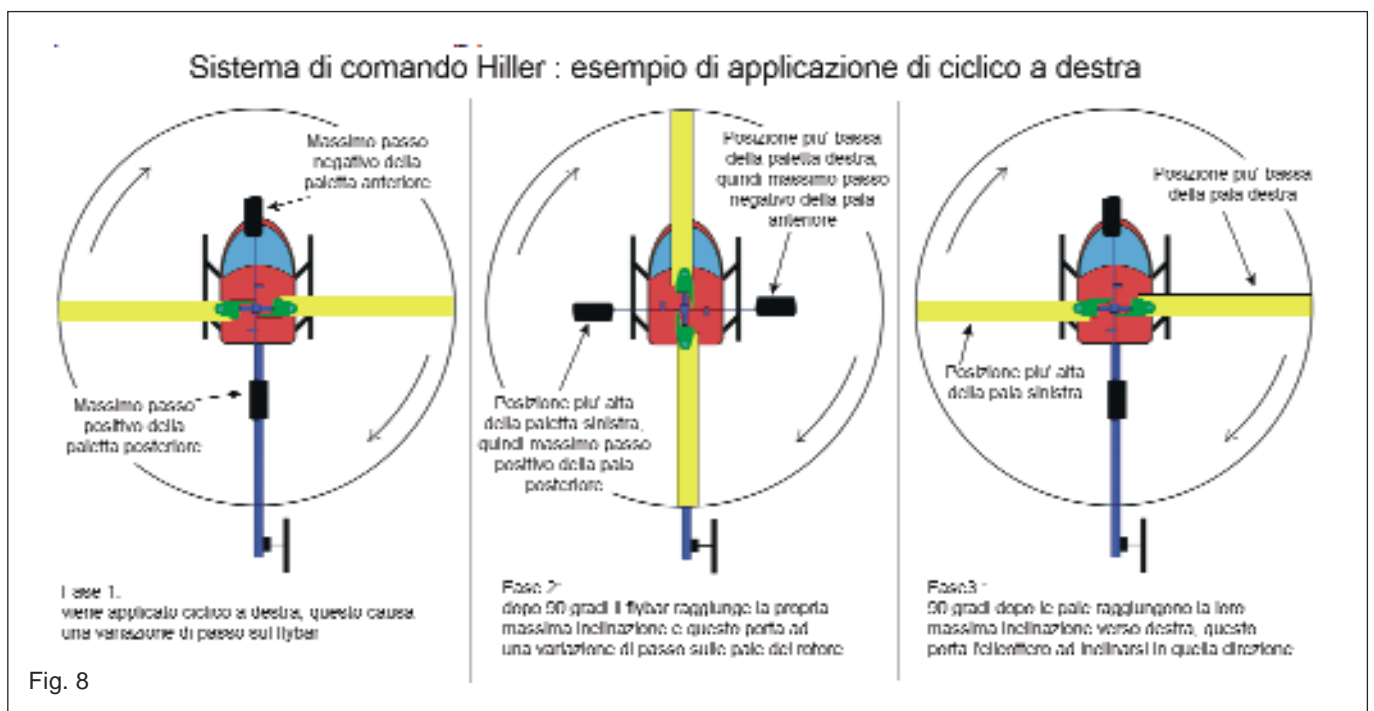 Sistema di comando Hiller : esempio di applicazione di ciclico a destra
Massimo passo
negativo della
paletta anteriore
Massimo passo
positivo della
paletta posteriore
Fase 1:
viene applicato ciclico a destra, questo causa
una variazione di passo sul flybar
Posizione piu' bassa
della paletta destra,
quindi massimo passo
negativo della pala
anteriore
Posizione piu' alta
della paletta sinistra,
quindi massimo passo
positivo della pala
posteriore
Fase 2:
dopo 90 gradi il flybar raggiunge la propria
massima inclinazione e questo porta ad
una variazione di passo sulle pale del rotore
Posizione piu' bassa
della pala destra
Posizione piu' alta
della pala sinistra
Fase3 :
90 gradi dopo le pale raggiungono la loro
massima inclinazione verso destra, questo
porta l'elicottero ad inclinarsi in quella direzione
Fig. 8